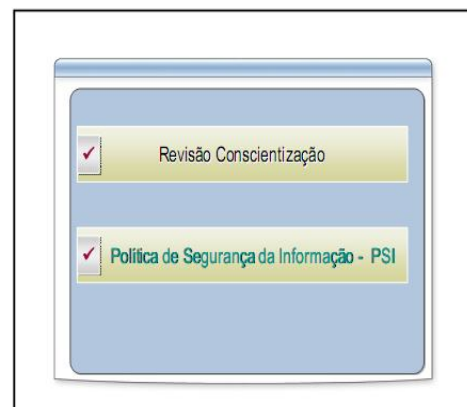 Revisão Conscientização
Política de Segurança da Informação - PSI